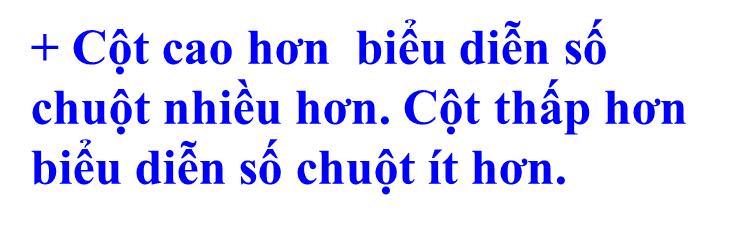 + Cột cao hơn  biểu diễn số
chuột nhiều hơn. Cột thấp hơn
biểu diễn số chuột ít hơn.